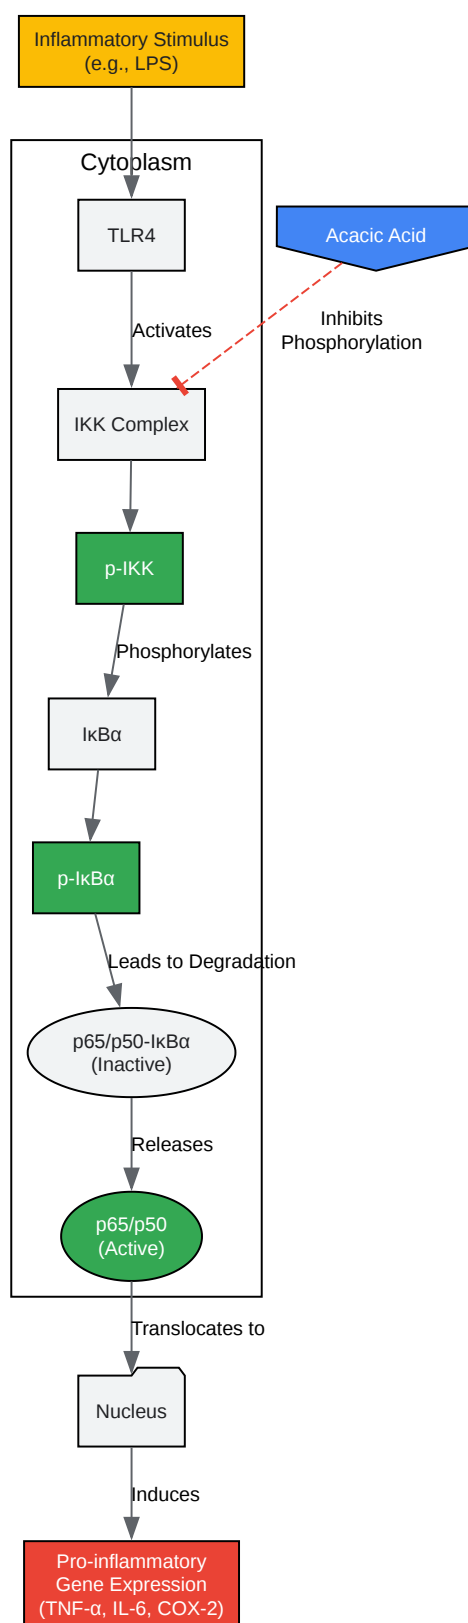 Inflammatory Stimulus
(e.g., LPS)
Cytoplasm
TLR4
Acacic Acid
Activates
Inhibits
Phosphorylation
IKK Complex
p-IKK
Phosphorylates
IκBα
p-IκBα
Leads to Degradation
p65/p50-IκBα
(Inactive)
Releases
p65/p50
(Active)
Translocates to
Nucleus
Induces
Pro-inflammatory
Gene Expression
(TNF-α, IL-6, COX-2)